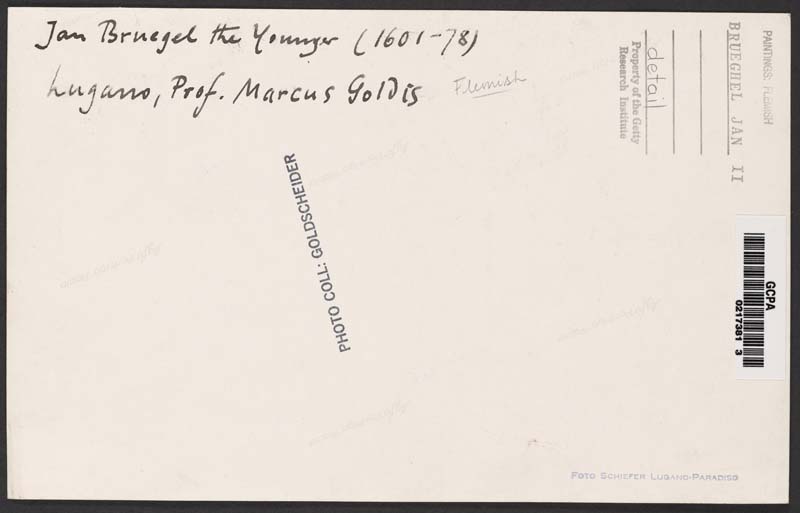 Jan Bruegel the Younger (1601-78)
Lugano, Prof. Marcus Goldis
Flemish
PHOTO COLL: GOLDSCHEIDER
PAINTINGS: FLEMISH
BRUEGHEL JAN II
detail
Property of the Getty
Research Institute
GCPA
0217381 3
FOTO SCHIEFER LUGANO-PARADISO